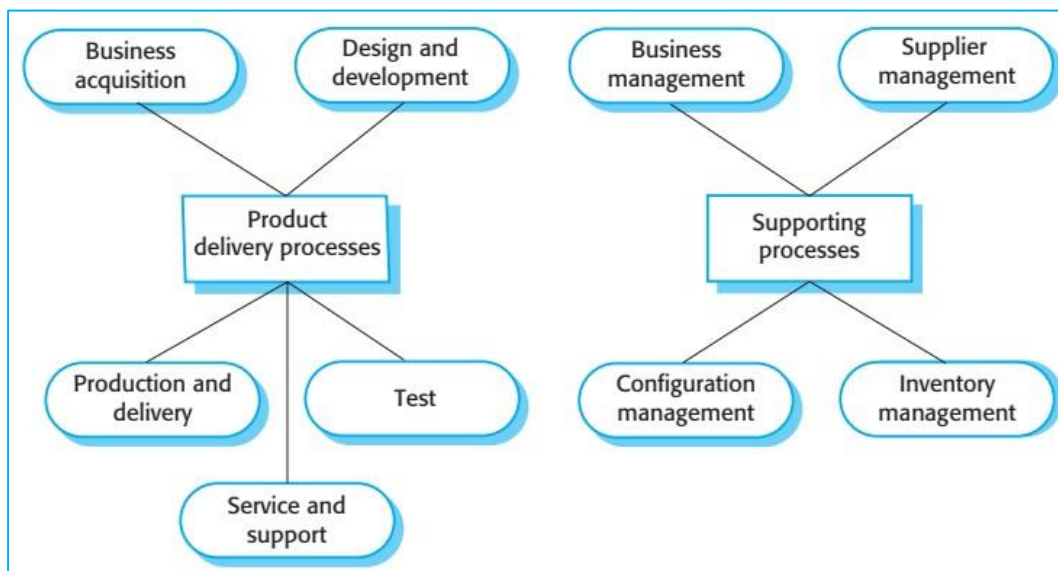 Business
acquisition
Design and
development
Product
delivery processes
Production and
delivery
Test
Service and
support
Business
management
Supplier
management
Supporting
processes
Configuration
management
Inventory
management